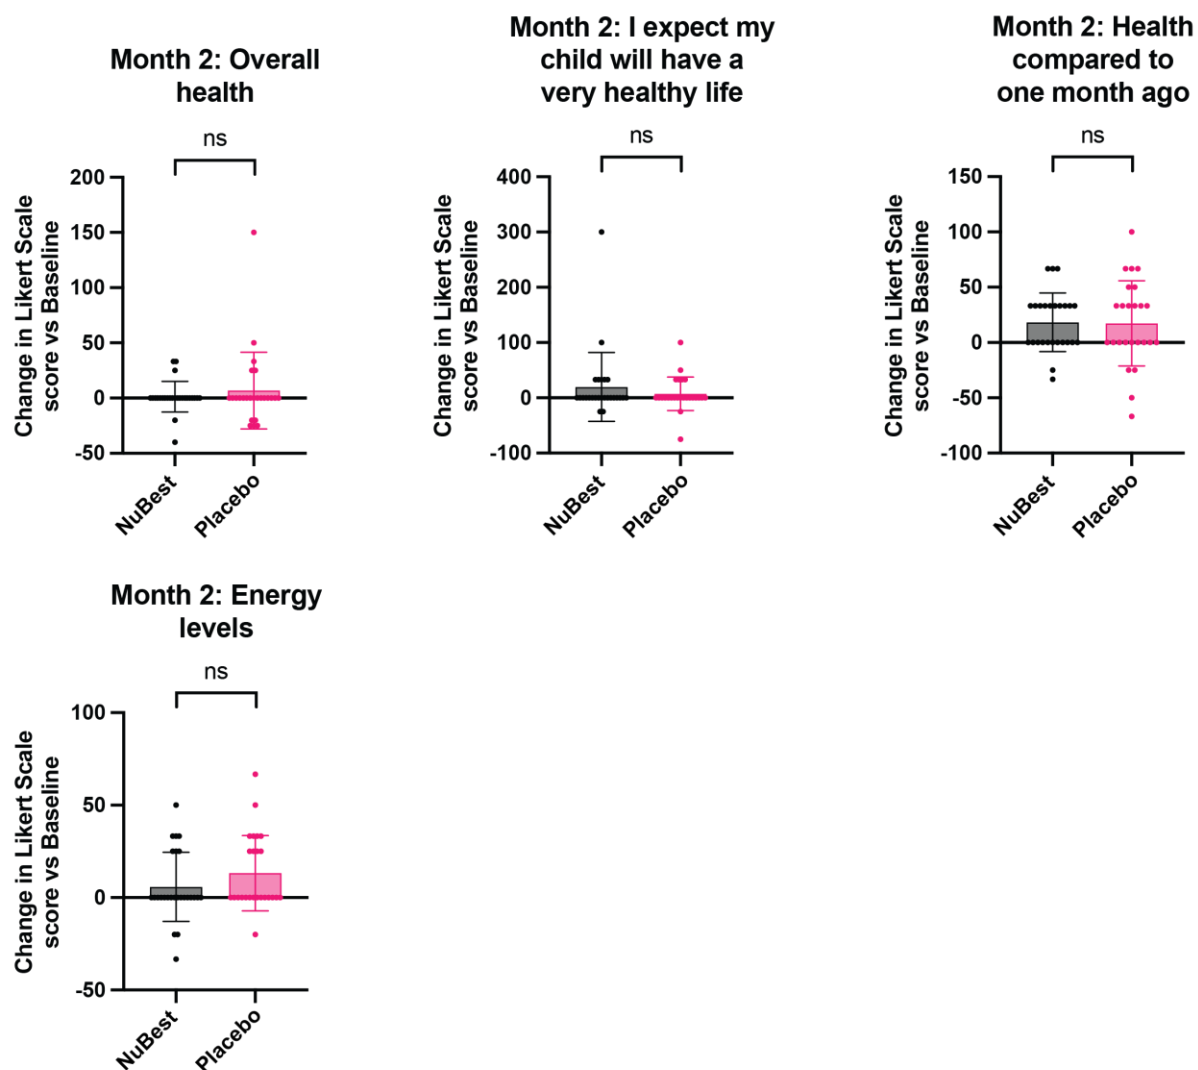 Month 2: Overall
health
ns
Change in Likert Scale
score vs Baseline
200
150
100
50
0
-50
NuBest
Placebo
Month 2: I expect my
child will have a
very healthy life
ns
Change in Likert Scale
score vs Baseline
400
300
200
100
0
-100
NuBest
Placebo
Month 2: Health
compared to
one month ago
ns
Change in Likert Scale
score vs Baseline
150
100
50
0
-50
-100
NuBest
Placebo
Month 2: Energy
levels
ns
Change in Likert Scale
score vs Baseline
100
50
0
-50
NuBest
Placebo